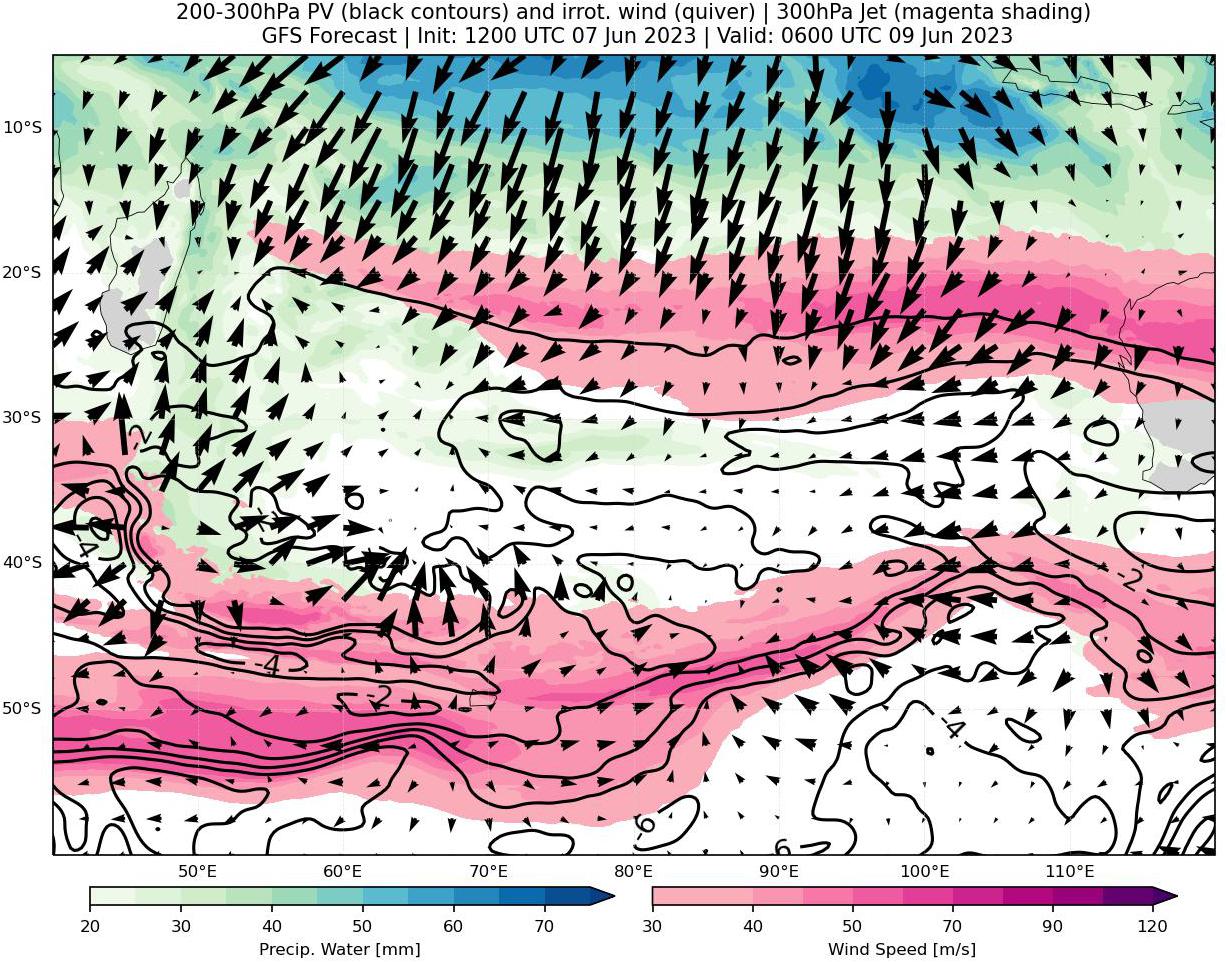 200-300hPa PV (black contours) and irrot. wind (quiver) | 300hPa Jet (magenta shading)
GFS Forecast | Init: 1200 UTC 07 Jun 2023 | Valid: 0600 UTC 09 Jun 2023
10°S
20°S
30°S
-2
-4
40°S
-2
-4
-2
50°S
-4
-6
6
50°E 60°E 70°E 80°E 90°E 100°E 110°E
20 30 40 50 60 70
30 40 50 70 90 120
Precip. Water [mm]
Wind Speed [m/s]